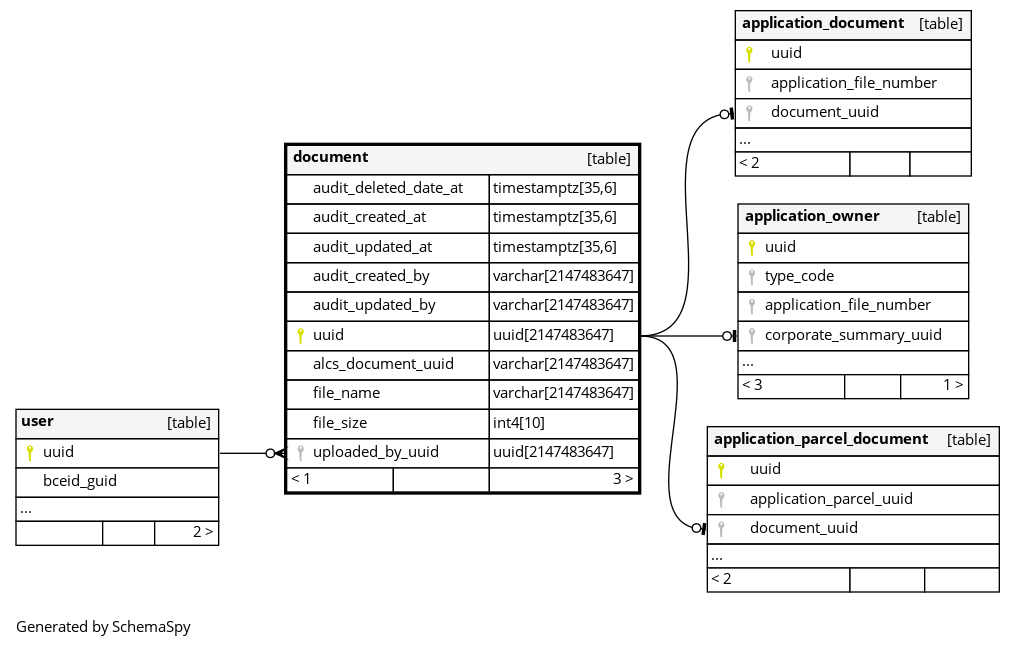 application_document [table]
uuid
application_file_number
document_uuid
...
< 2
document [table]
audit_deleted_date_at timestamptz[35,6]
audit_created_at timestamptz[35,6]
audit_updated_at timestamptz[35,6]
audit_created_by varchar[2147483647]
audit_updated_by varchar[2147483647]
uuid uuid[2147483647]
alcs_document_uuid varchar[2147483647]
file_name varchar[2147483647]
file_size int4[10]
uploaded_by_uuid uuid[2147483647]
< 1 3 >
application_owner [table]
uuid
type_code
application_file_number
corporate_summary_uuid
...
< 3 1 >
user [table]
uuid
bceid_guid
...
2 >
application_parcel_document [table]
uuid
application_parcel_uuid
document_uuid
...
< 2
Generated by SchemaSpy